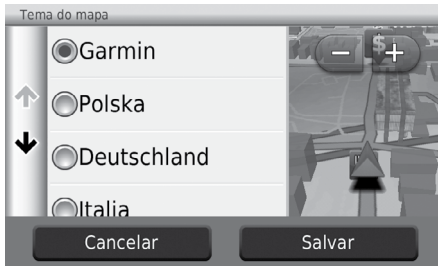 Tema do mapa
Garmin
Polska
Deutschland
Italia
Cancelar
Salvar